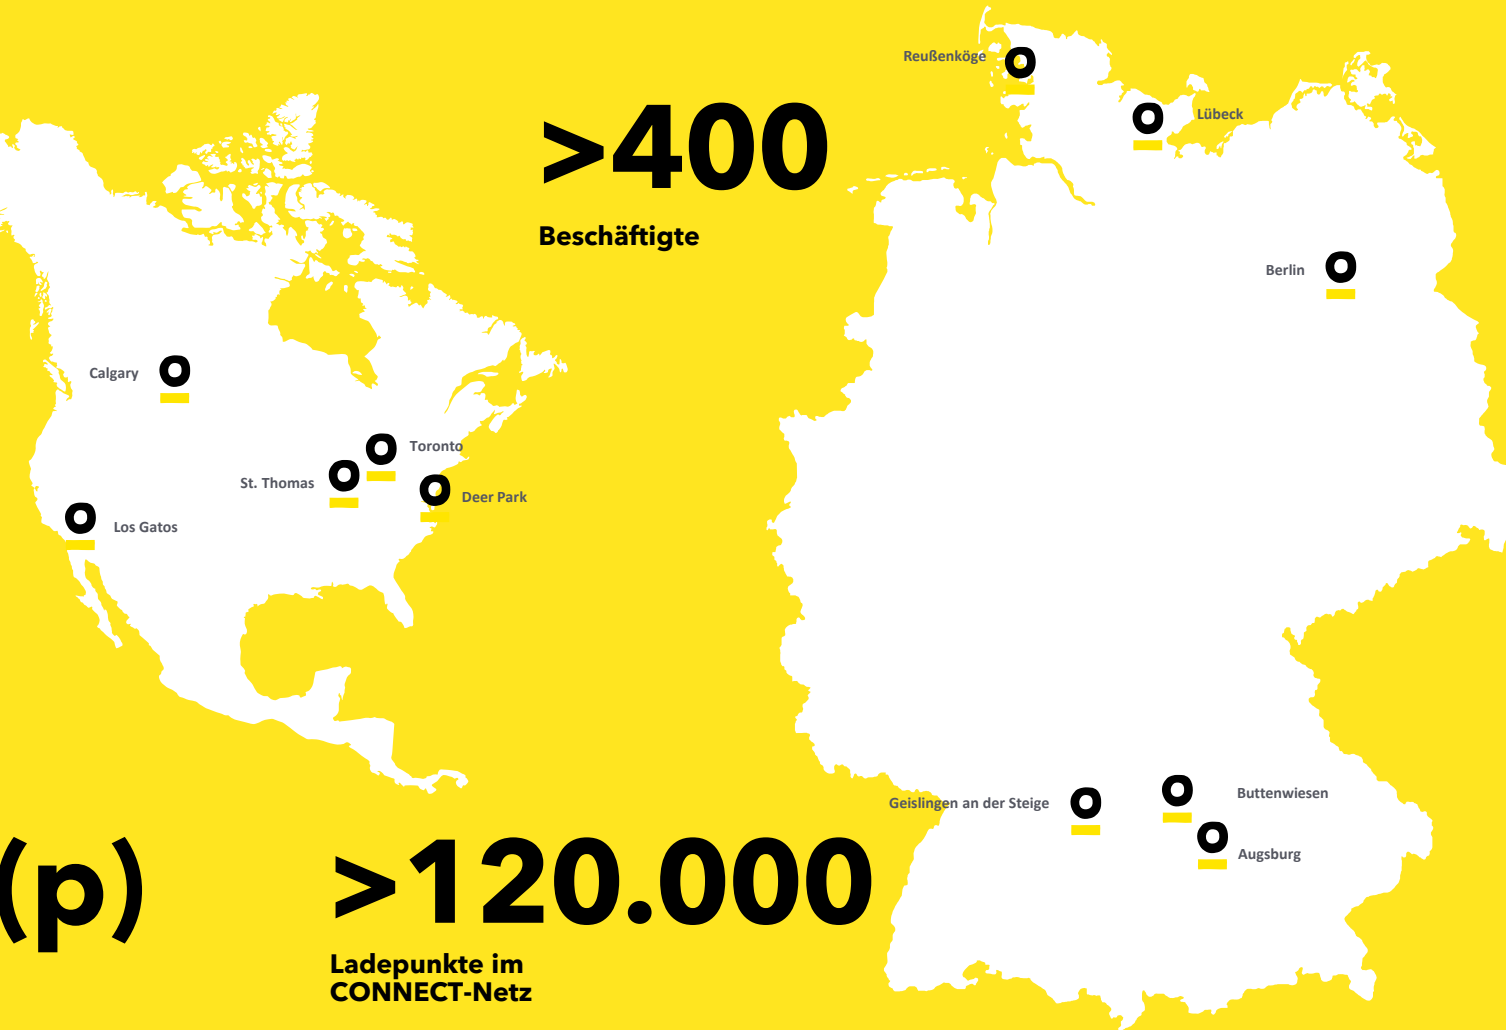 Reußenköge
>400
Lübeck
Beschäftigte
Berlin
Calgary
Toronto
St. Thomas
Deer Park
Los Gatos
Geislingen an der Steige
Buttenwiesen
Augsburg
(p)
>120.000
Ladepunkte im
CONNECT-Netz